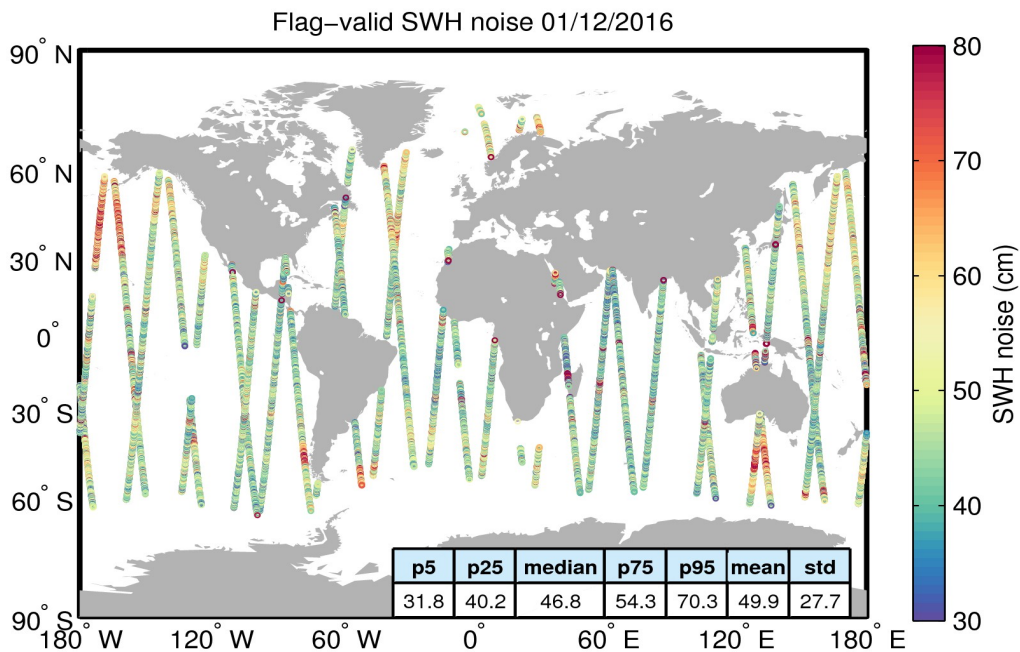 Flag−valid SWH noise 01/12/2016
90° N
60° N
30° N
0°
30° S
60° S
90° S
180° W
120° W
60° W
0°
60° E
120° E
180° E
p5 p25 median p75 p95 mean std
31.8 40.2 46.8 54.3 70.3 49.9 27.7
80
70
60
50
40
30
SWH noise (cm)